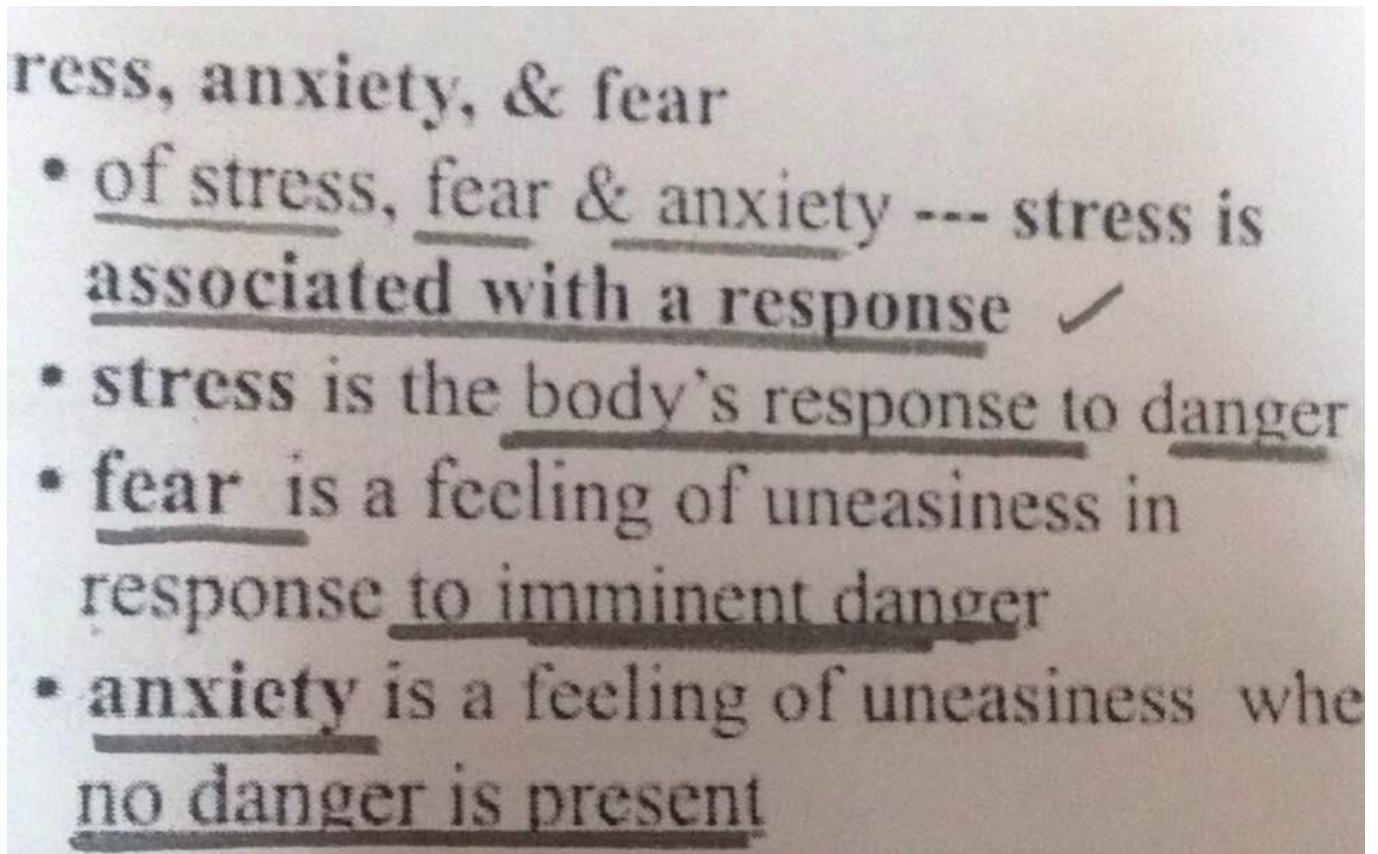 ress, anxiety, & fear
• of stress, fear & anxiety --- stress is
associated with a response ✓
• stress is the body's response to danger
• fear is a feeling of uneasiness in
response to imminent danger
• anxiety is a feeling of uneasiness whe
no danger is present